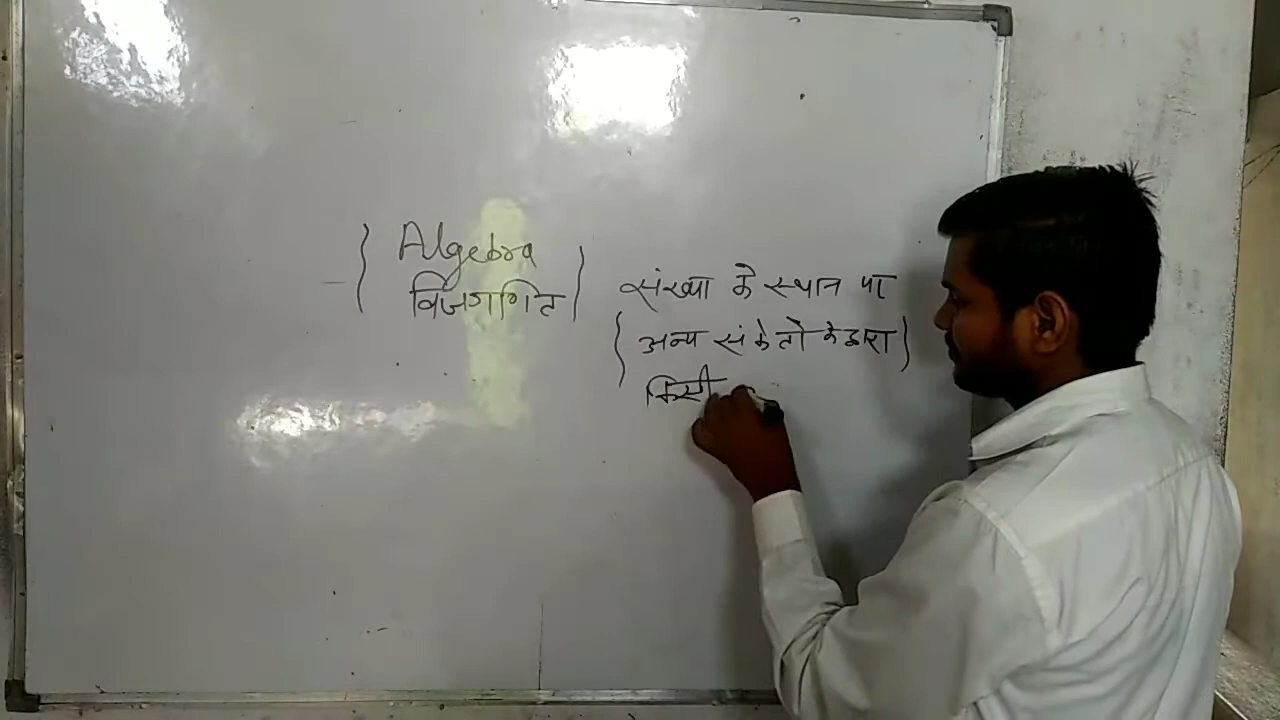 { Algebra
विजगणित }
संख्या के स्थान पर
( अन्य संकेतो के द्वारा )
किसी